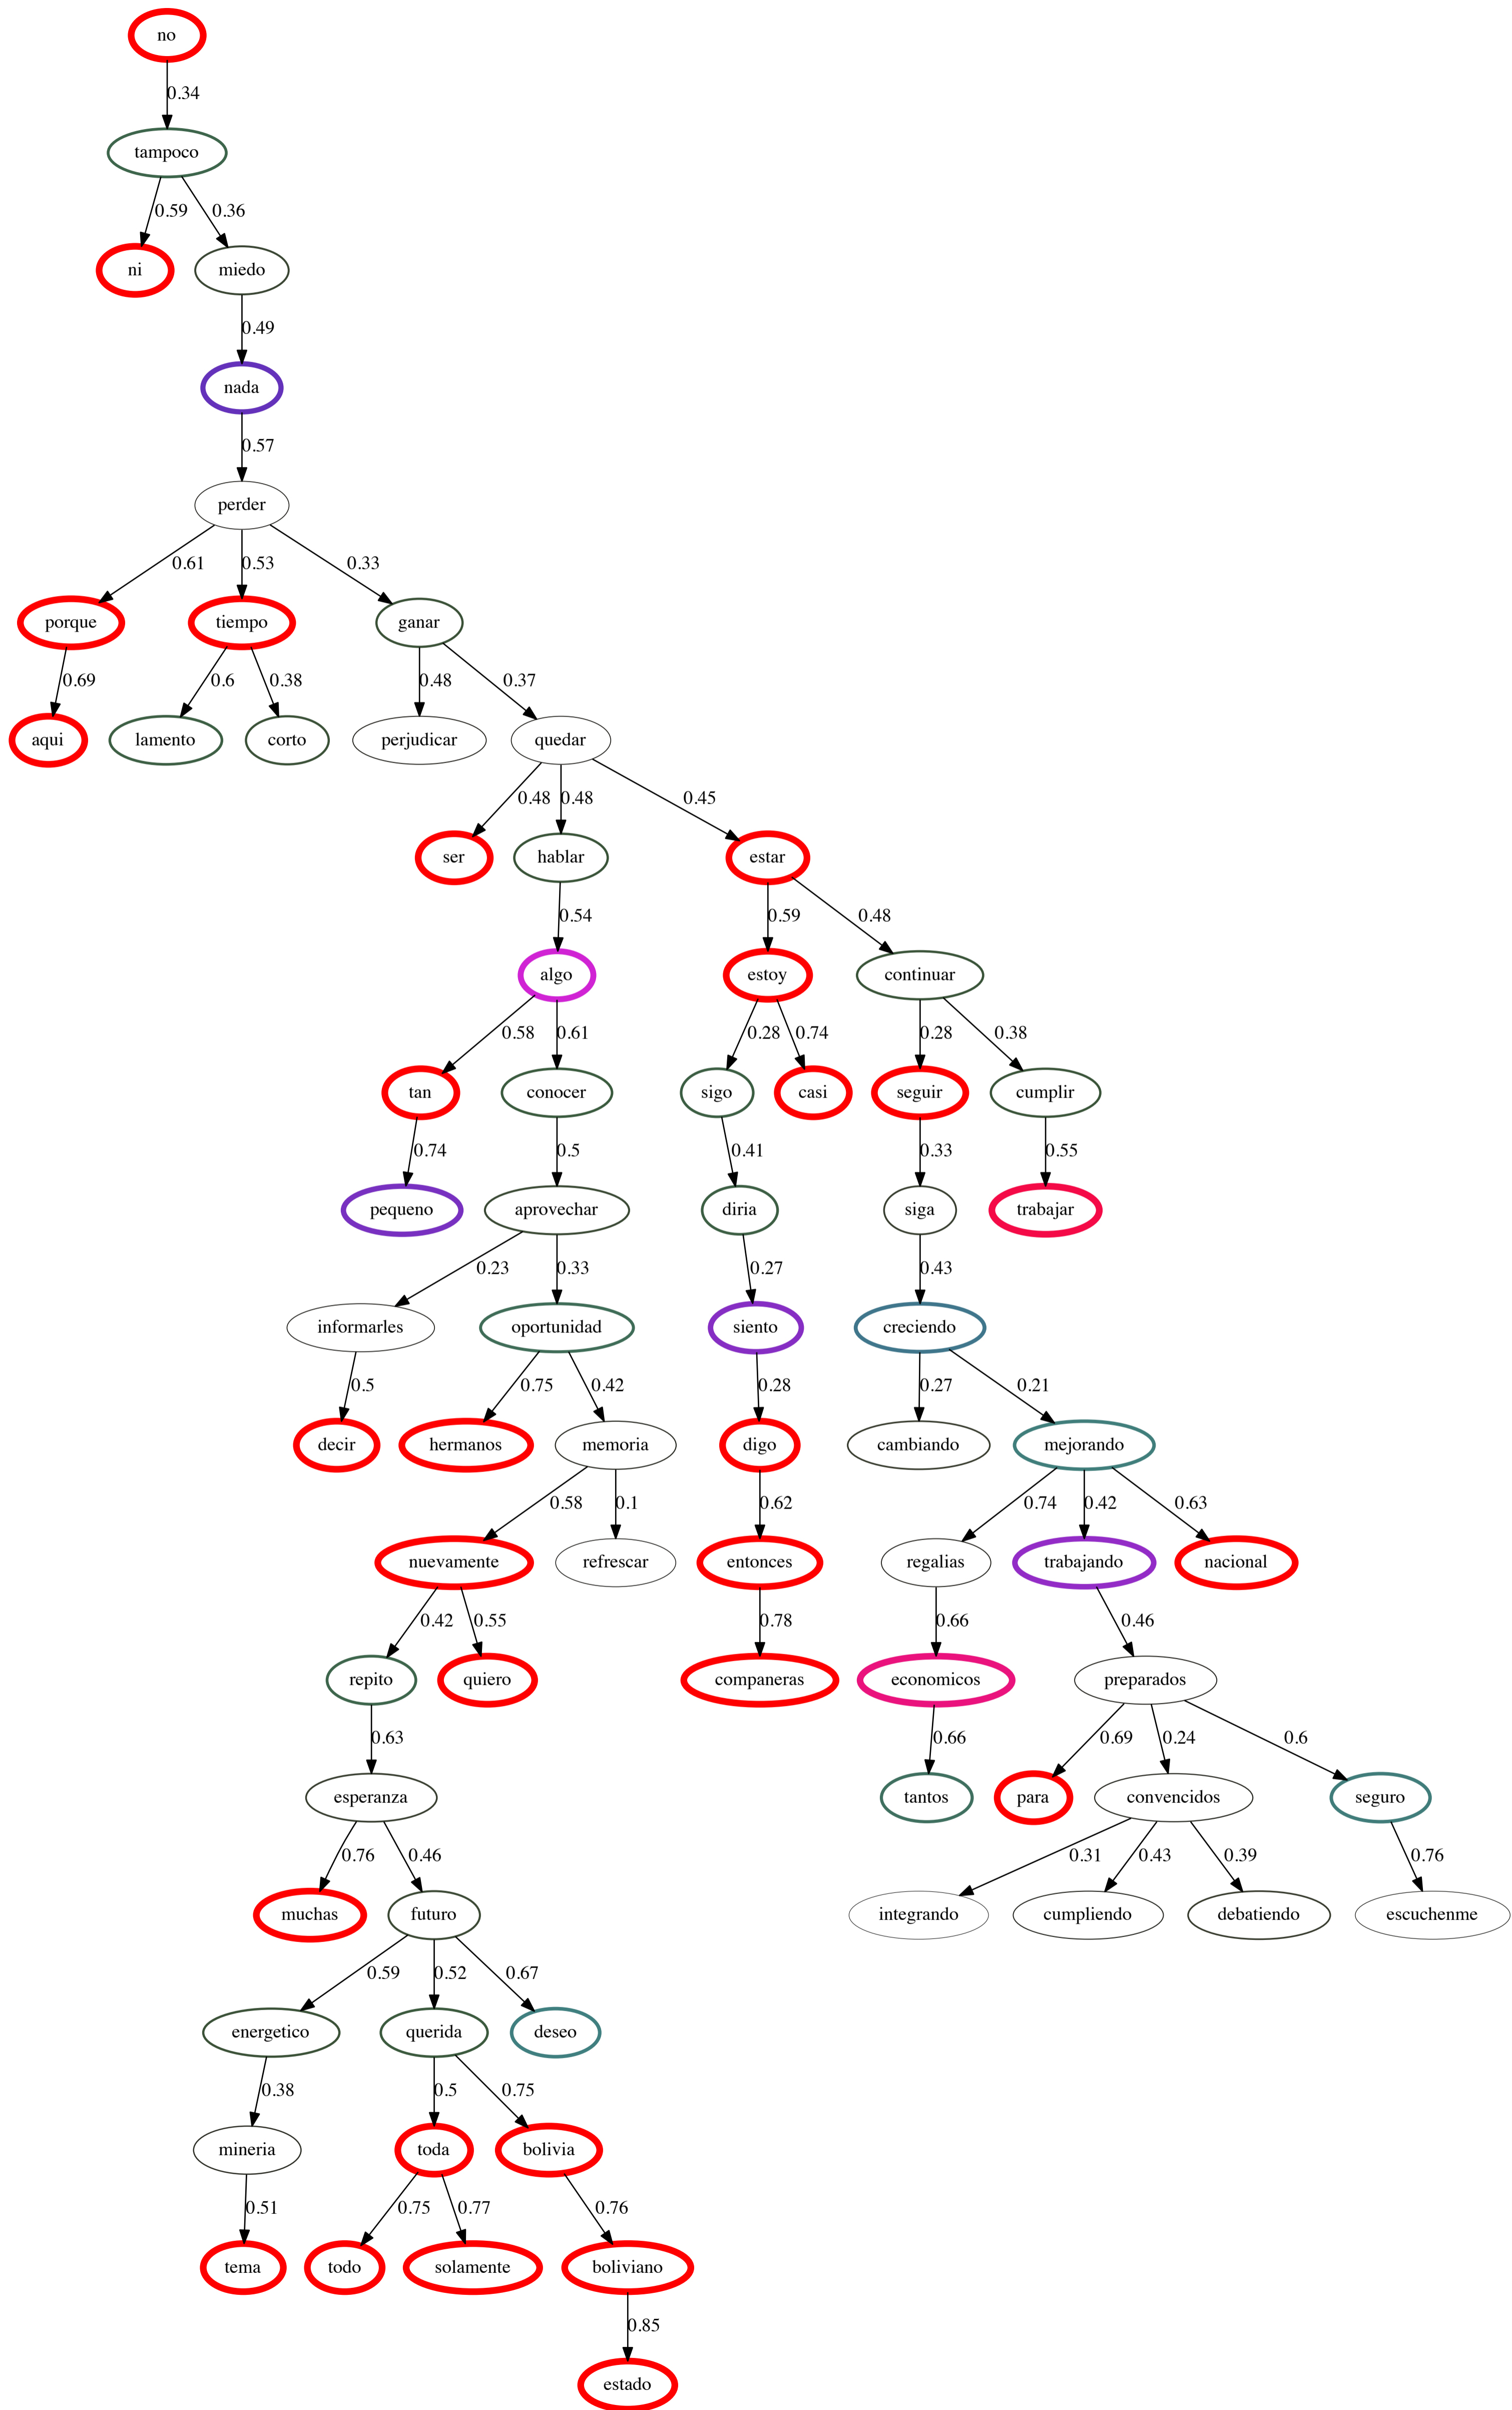 no
0.34
tampoco
0.59 0.36
ni miedo
0.49
nada
0.57
perder
0.61 0.53 0.33
porque tiempo ganar
0.69 0.6 0.38 0.48 0.37
aqui lamento corto perjudicar quedar
0.48 0.48 0.45
ser hablar estar
0.54 0.59 0.48
algo estoy continuar
0.58 0.61 0.28 0.74 0.28 0.38
tan conocer sigo casi seguir cumplir
0.74 0.5 0.41 0.33 0.55
pequeno aprovechar diria siga trabajar
0.23 0.33 0.27 0.43
informarles oportunidad siento creciendo
0.5 0.75 0.42 0.28 0.27 0.21
decir hermanos memoria digo cambiando mejorando
0.58 0.1 0.62 0.74 0.42 0.63
nuevamente refrescar entonces regalias trabajando nacional
0.42 0.55 0.78 0.66 0.46
repito quiero companeras economicos preparados
0.63 0.66 0.69 0.24 0.6
esperanza tantos para convencidos seguro
0.76 0.46 0.31 0.43 0.39 0.76
muchas futuro integrando cumpliendo debatiendo escuchenme
0.59 0.52 0.67
energetico querida deseo
0.38 0.5 0.75
mineria toda bolivia
0.51 0.75 0.77 0.76
tema todo solamente boliviano
0.85
estado